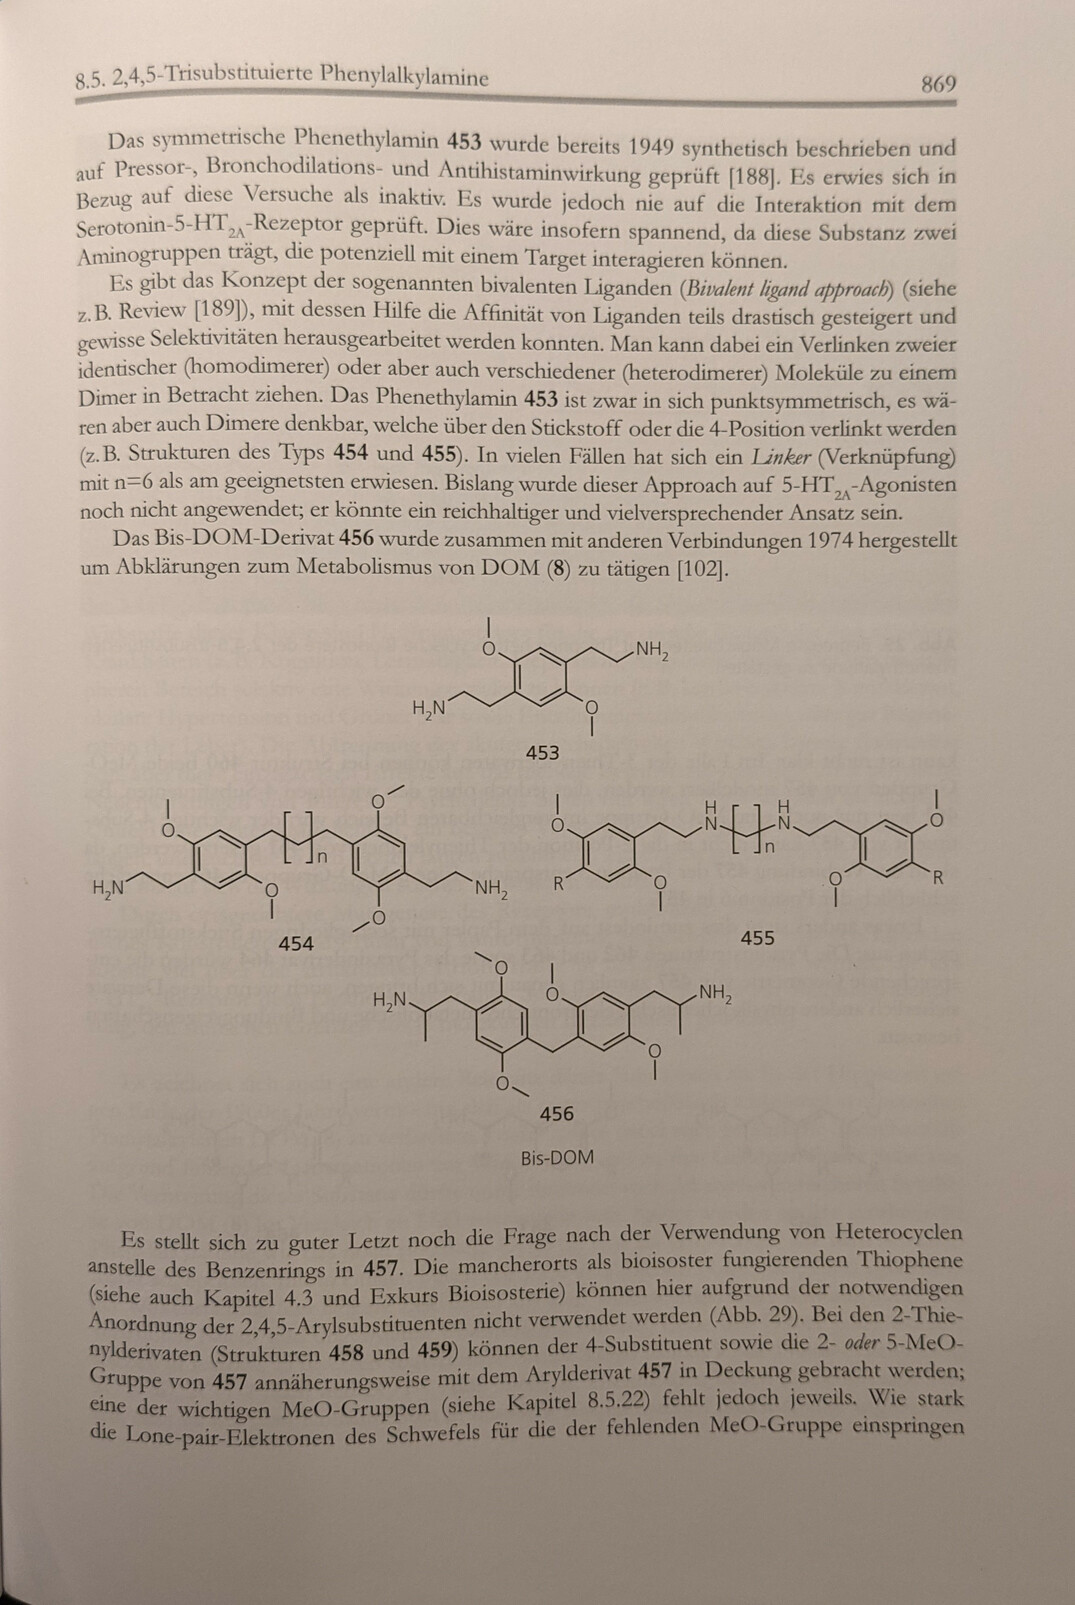 8.5. 2,4,5-Trisubstituierte Phenylalkylamine 869
Das symmetrische Phenethylamin 453 wurde bereits 1949 synthetisch beschrieben und
auf Pressor-, Bronchodilations- und Antihistaminwirkung geprüft [188]. Es erwies sich in
Bezug auf diese Versuche als inaktiv. Es wurde jedoch nie auf die Interaktion mit dem
Serotonin-5-HT2A-Rezeptor geprüft. Dies wäre insofern spannend, da diese Substanz zwei
Aminogruppen trägt, die potenziell mit einem Target interagieren können.
Es gibt das Konzept der sogenannten bivalenten Liganden (Bivalent ligand approach) (siehe
z.B. Review [189]), mit dessen Hilfe die Affinität von Liganden teils drastisch gesteigert und
gewisse Selektivitäten herausgearbeitet werden konnten. Man kann dabei ein Verlinken zweier
identischer (homodimerer) oder aber auch verschiedener (heterodimerer) Moleküle zu einem
Dimer in Betracht ziehen. Das Phenethylamin 453 ist zwar in sich punktsymmetrisch, es wä-
ren aber auch Dimere denkbar, welche über den Stickstoff oder die 4-Position verlinkt werden
(z.B. Strukturen des Typs 454 und 455). In vielen Fällen hat sich ein Linker (Verknüpfung)
mit n=6 als am geeignetsten erwiesen. Bislang wurde dieser Approach auf 5-HT2A-Agonisten
noch nicht angewendet; er könnte ein reichhaltiger und vielversprechender Ansatz sein.
Das Bis-DOM-Derivat 456 wurde zusammen mit anderen Verbindungen 1974 hergestellt
um Abklärungen zum Metabolismus von DOM (8) zu tätigen [102].
O NH2
H2N O
453
O O H H O
n N N n
H2N O NH2 R O O R
O
454 455
O
H2N O NH2
O
O
456
Bis-DOM
Es stellt sich zu guter Letzt noch die Frage nach der Verwendung von Heterocyclen
anstelle des Benzenrings in 457. Die mancherorts als bioisoster fungierenden Thiophene
(siehe auch Kapitel 4.3 und Exkurs Bioisosterie) können hier aufgrund der notwendigen
Anordnung der 2,4,5-Arylsubstituenten nicht verwendet werden (Abb. 29). Bei den 2-Thie-
nylderivaten (Strukturen 458 und 459) können der 4-Substituent sowie die 2- oder 5-MeO-
Gruppe von 457 annäherungsweise mit dem Arylderivat 457 in Deckung gebracht werden;
eine der wichtigen MeO-Gruppen (siehe Kapitel 8.5.22) fehlt jedoch jeweils. Wie stark
die Lone-pair-Elektronen des Schwefels für die der fehlenden MeO-Gruppe einspringen